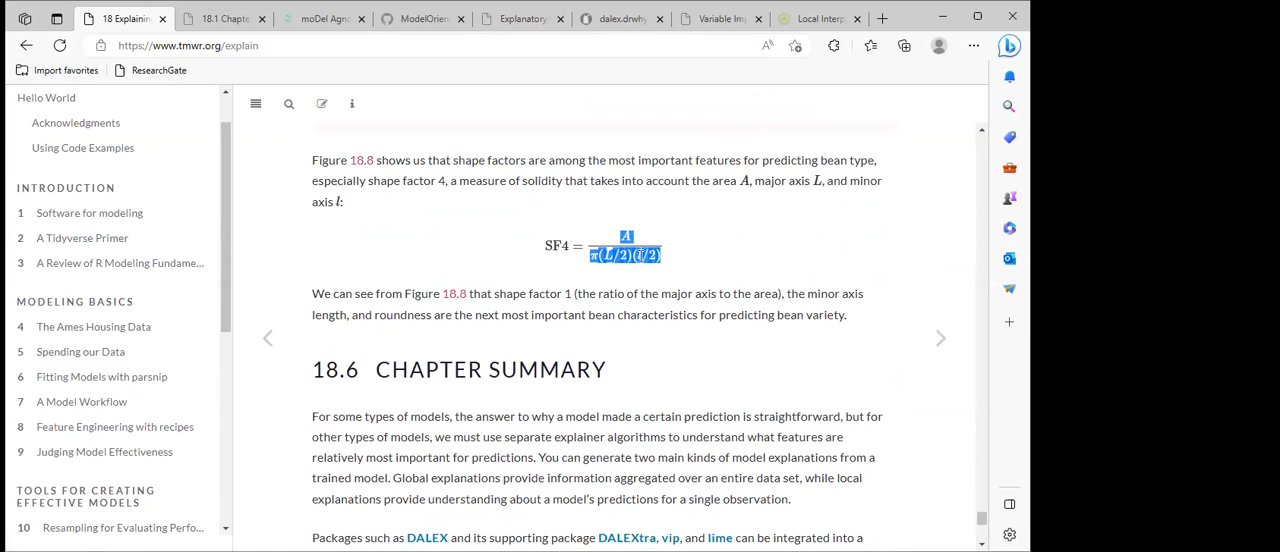 18 Explainin
18.1 Chapte
moDel Agno
ModelOrien
Explanatory
dalex.drwhy
Variable Imp
Local Interp
https://www.tmwr.org/explain
Import favorites
ResearchGate
Hello World
Acknowledgments
Using Code Examples
INTRODUCTION
1 Software for modeling
2 A Tidyverse Primer
3 A Review of R Modeling Fundame...
MODELING BASICS
4 The Ames Housing Data
5 Spending our Data
6 Fitting Models with parsnip
7 A Model Workflow
8 Feature Engineering with recipes
9 Judging Model Effectiveness
TOOLS FOR CREATING
EFFECTIVE MODELS
10 Resampling for Evaluating Perfo...
Figure 18.8 shows us that shape factors are among the most important features for predicting bean type,
especially shape factor 4, a measure of solidity that takes into account the area A, major axis L, and minor
axis l:
SF4 = A / π(L/2)(l/2)
We can see from Figure 18.8 that shape factor 1 (the ratio of the major axis to the area), the minor axis
length, and roundness are the next most important bean characteristics for predicting bean variety.
18.6 CHAPTER SUMMARY
For some types of models, the answer to why a model made a certain prediction is straightforward, but for
other types of models, we must use separate explainer algorithms to understand what features are
relatively most important for predictions. You can generate two main kinds of model explanations from a
trained model. Global explanations provide information aggregated over an entire data set, while local
explanations provide understanding about a model's predictions for a single observation.
Packages such as DALEX and its supporting package DALEXtra, vip, and lime can be integrated into a